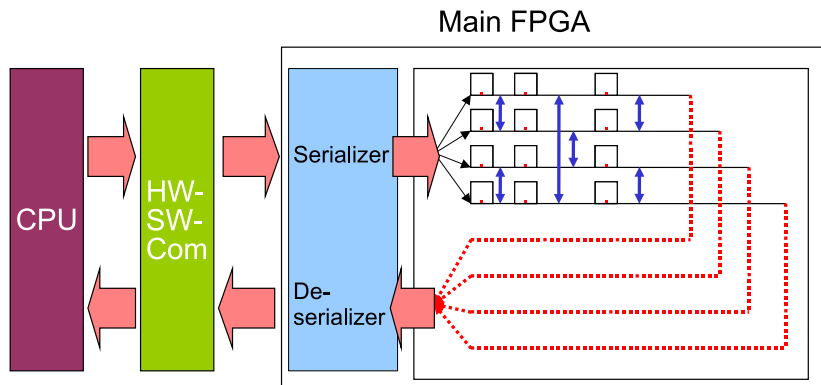 Main FPGA
CPU
HW-
SW-
Com
Serializer
De-
serializer